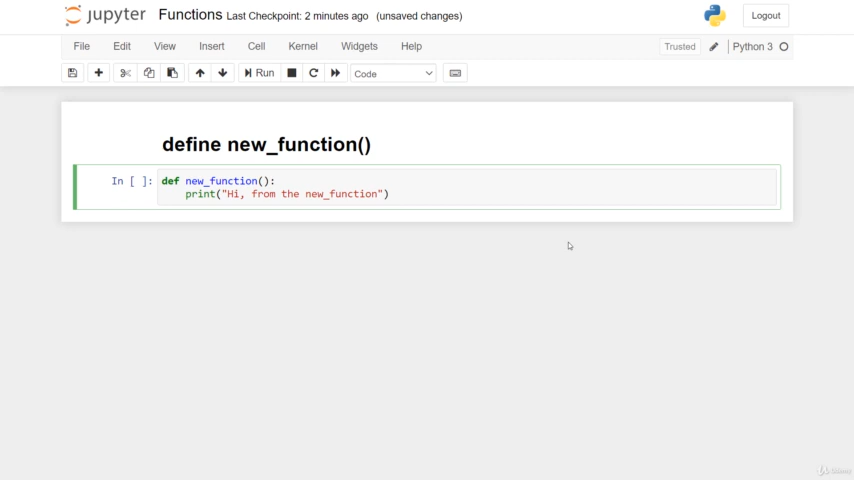 jupyter Functions Last Checkpoint: 2 minutes ago (unsaved changes) Logout
File Edit View Insert Cell Kernel Widgets Help Trusted Python 3
Run Code
define new_function()
In [ ]: def new_function():
print("Hi, from the new_function")
Udemy